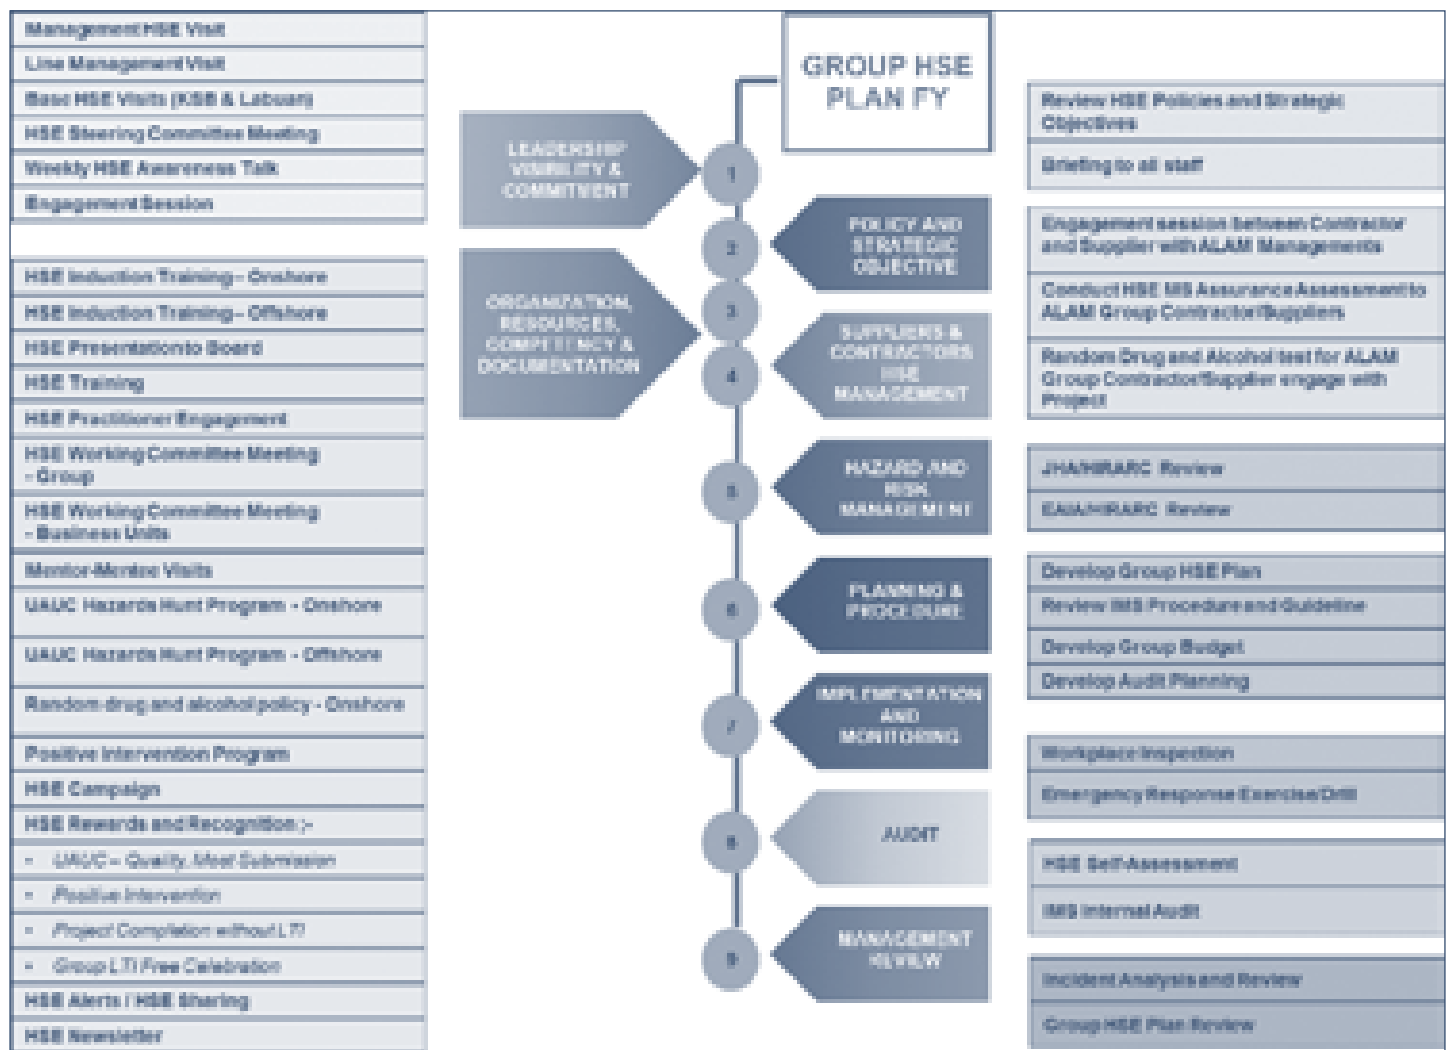 Management HSE Visit
Line Management Visit
Base HSE Visits (KSB & Labuan)
HSE Steering Committee Meeting
Weekly HSE Awareness Talk
Engagement Session
HSE Induction Training - Onshore
HSE Induction Training - Offshore
HSE Presentation to Board
HSE Training
HSE Practitioner Engagement
HSE Working Committee Meeting
- Group
HSE Working Committee Meeting
- Business Units
Mentor-Mentee Visits
UAUC Hazards Hunt Program - Onshore
UAUC Hazards Hunt Program - Offshore
Random drug and alcohol policy - Onshore
Positive Intervention Program
HSE Campaign
HSE Rewards and Recognition :-
• UAUC – Quality, Most Submission
• Positive Intervention
• Project Completion without LTI
• Group LTI Free Celebration
HSE Alerts / HSE Sharing
HSE Newsletter
LEADERSHIP
VISIBILITY &
COMMITMENT
ORGANIZATION,
RESOURCES,
COMPETENCY &
DOCUMENTATION
GROUP HSE
PLAN FY
1
2
3
4
5
6
7
8
9
POLICY AND
STRATEGIC
OBJECTIVE
SUPPLIERS &
CONTRACTORS
HSE
MANAGEMENT
HAZARD AND
RISK
MANAGEMENT
PLANNING &
PROCEDURE
IMPLEMENTATION
AND
MONITORING
AUDIT
MANAGEMENT
REVIEW
Review HSE Policies and Strategic
Objectives
Briefing to all staff
Engagement session between Contractor
and Supplier with ALAM Managements
Conduct HSE MS Assurance Assessment to
ALAM Group Contractor/Suppliers
Random Drug and Alcohol test for ALAM
Group Contractor/Supplier engage with
Project
JHA/HIRARC Review
EAIA/HIRARC Review
Develop Group HSE Plan
Review IMS Procedure and Guideline
Develop Group Budget
Develop Audit Planning
Workplace Inspection
Emergency Response Exercise/Drill
HSE Self-Assessment
IMS Internal Audit
Incident Analysis and Review
Group HSE Plan Review